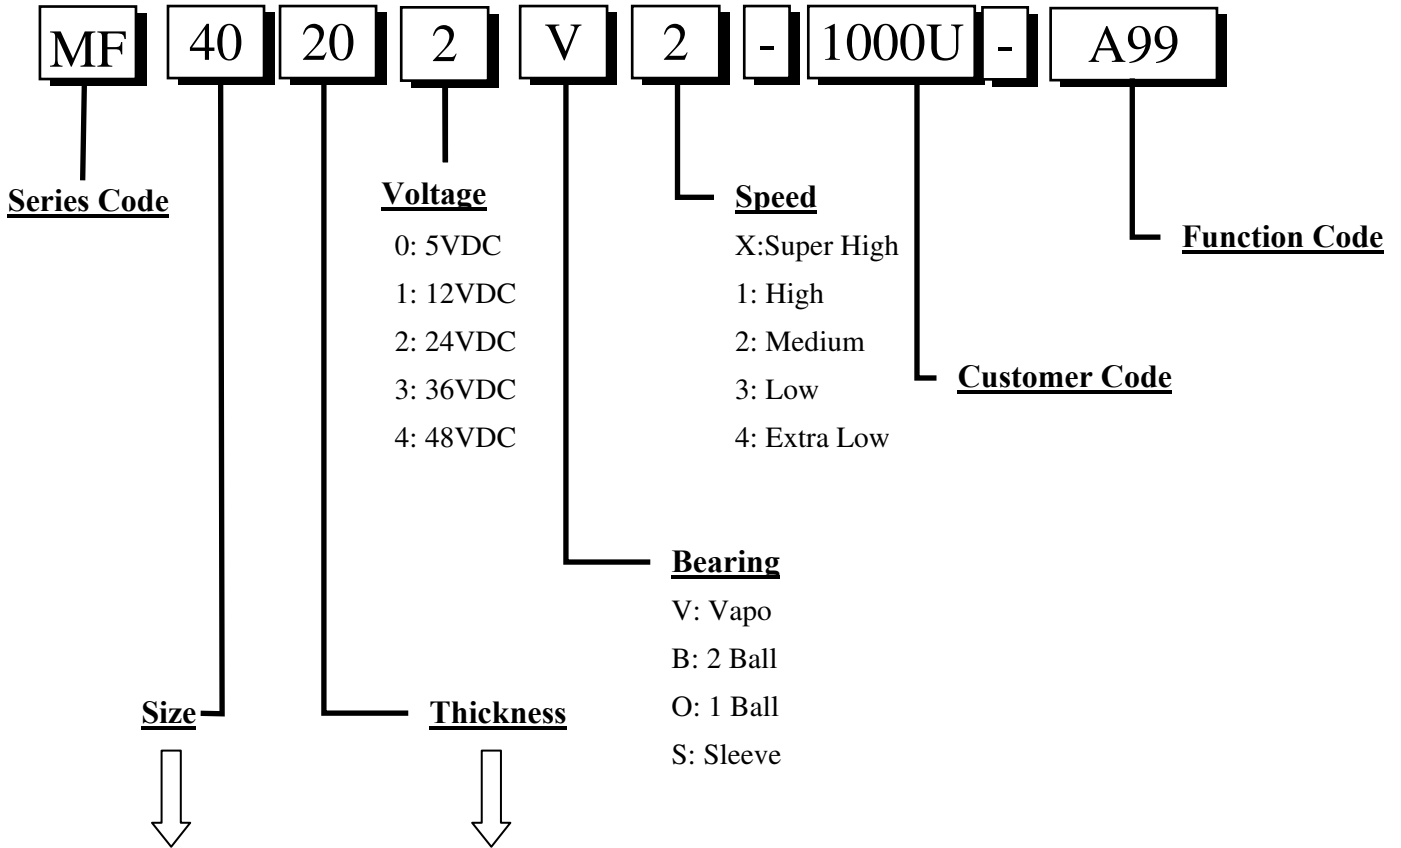 MF 40 20 2 V 2 - 1000U - A99
Series Code
Voltage
0: 5VDC
1: 12VDC
2: 24VDC
3: 36VDC
4: 48VDC
Speed
X:Super High
1: High
2: Medium
3: Low
4: Extra Low
Function Code
Customer Code
Bearing
V: Vapo
B: 2 Ball
O: 1 Ball
S: Sleeve
Size
Thickness